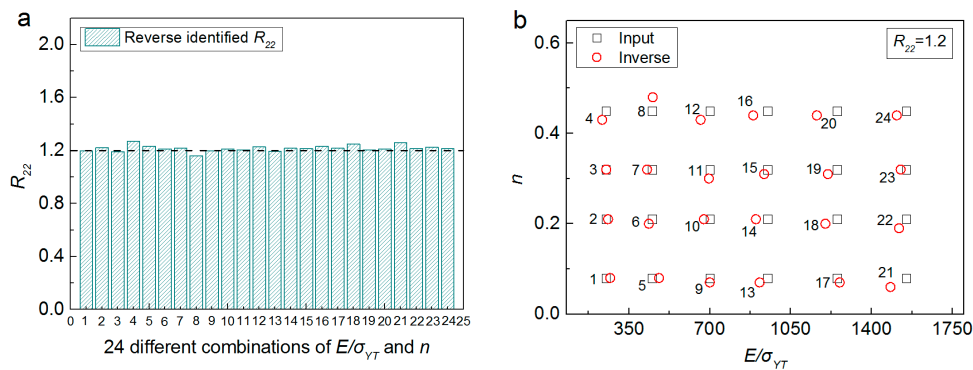 a
Reverse identified R22
R22
2.0
1.6
1.2
0.8
0.4
0.0
0 1 2 3 4 5 6 7 8 9 10 11 12 13 14 15 16 17 18 19 20 21 22 23 24 25
24 different combinations of E/σYT and n
b
Input
Inverse
R22=1.2
n
0.6
0.4
0.2
0.0
4 8 12 16 20 24
3 7 11 15 19 23
2 6 10 14 18 22
1 5 9 13 17 21
350 700 1050 1400 1750
E/σYT